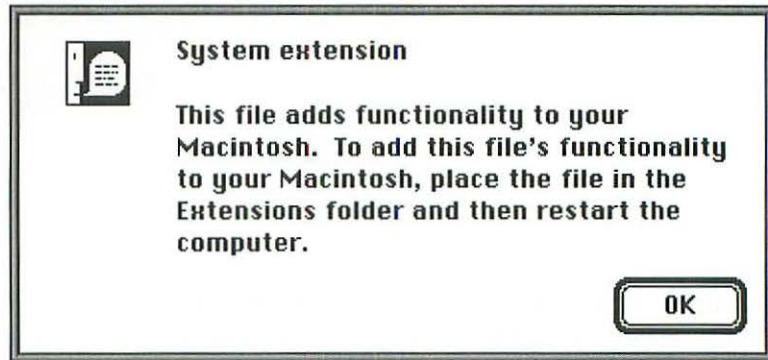 System extension
This file adds functionality to your
Macintosh. To add this file's functionality
to your Macintosh, place the file in the
Extensions folder and then restart the
computer.
OK